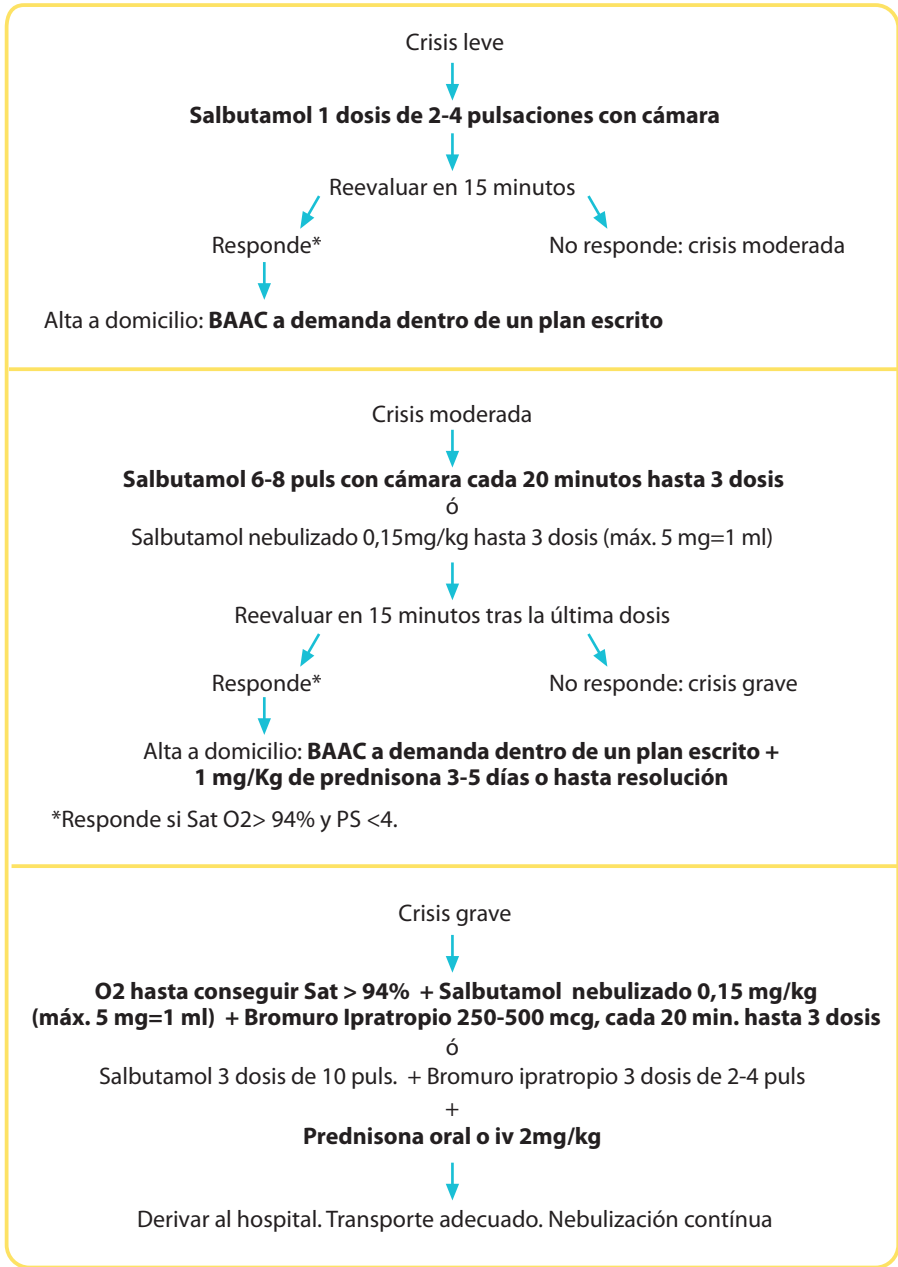 Crisis leve
Salbutamol 1 dosis de 2-4 pulsaciones con cámara
Reevaluar en 15 minutos
Responde*
No responde: crisis moderada
Alta a domicilio: BAAC a demanda dentro de un plan escrito
Crisis moderada
Salbutamol 6-8 puls con cámara cada 20 minutos hasta 3 dosis
ó
Salbutamol nebulizado 0,15mg/kg hasta 3 dosis (máx. 5 mg=1 ml)
Reevaluar en 15 minutos tras la última dosis
Responde*
No responde: crisis grave
Alta a domicilio: BAAC a demanda dentro de un plan escrito +
1 mg/Kg de prednisona 3-5 días o hasta resolución
*Responde si Sat O2> 94% y PS <4.
Crisis grave
O2 hasta conseguir Sat > 94% + Salbutamol nebulizado 0,15 mg/kg
(máx. 5 mg=1 ml) + Bromuro Ipratropio 250-500 mcg, cada 20 min. hasta 3 dosis
ó
Salbutamol 3 dosis de 10 puls. + Bromuro ipratropio 3 dosis de 2-4 puls
+
Prednisona oral o iv 2mg/kg
Derivar al hospital. Transporte adecuado. Nebulización contínua